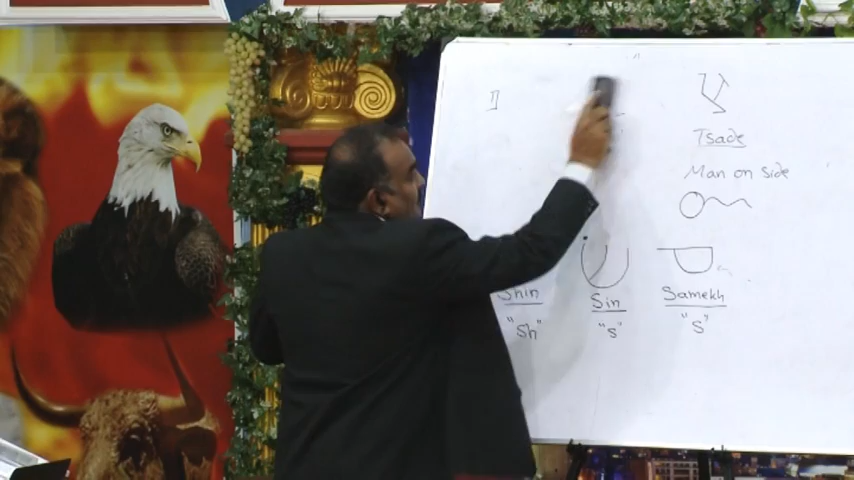 Tsade
Man on side
Shin Sin Samekh
"Sh" "s" "S"